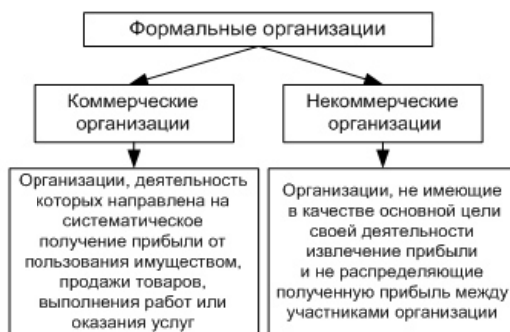 Формальные организации
Коммерческие
организации
Некоммерческие
организации
Организации, деятельность
которых направлена на
систематическое
получение прибыли от
пользования имуществом,
продажи товаров,
выполнения работ или
оказания услуг
Организации, не имеющие
в качестве основной цели
своей деятельности
извлечение прибыли
и не распределяющие
полученную прибыль между
участниками организации